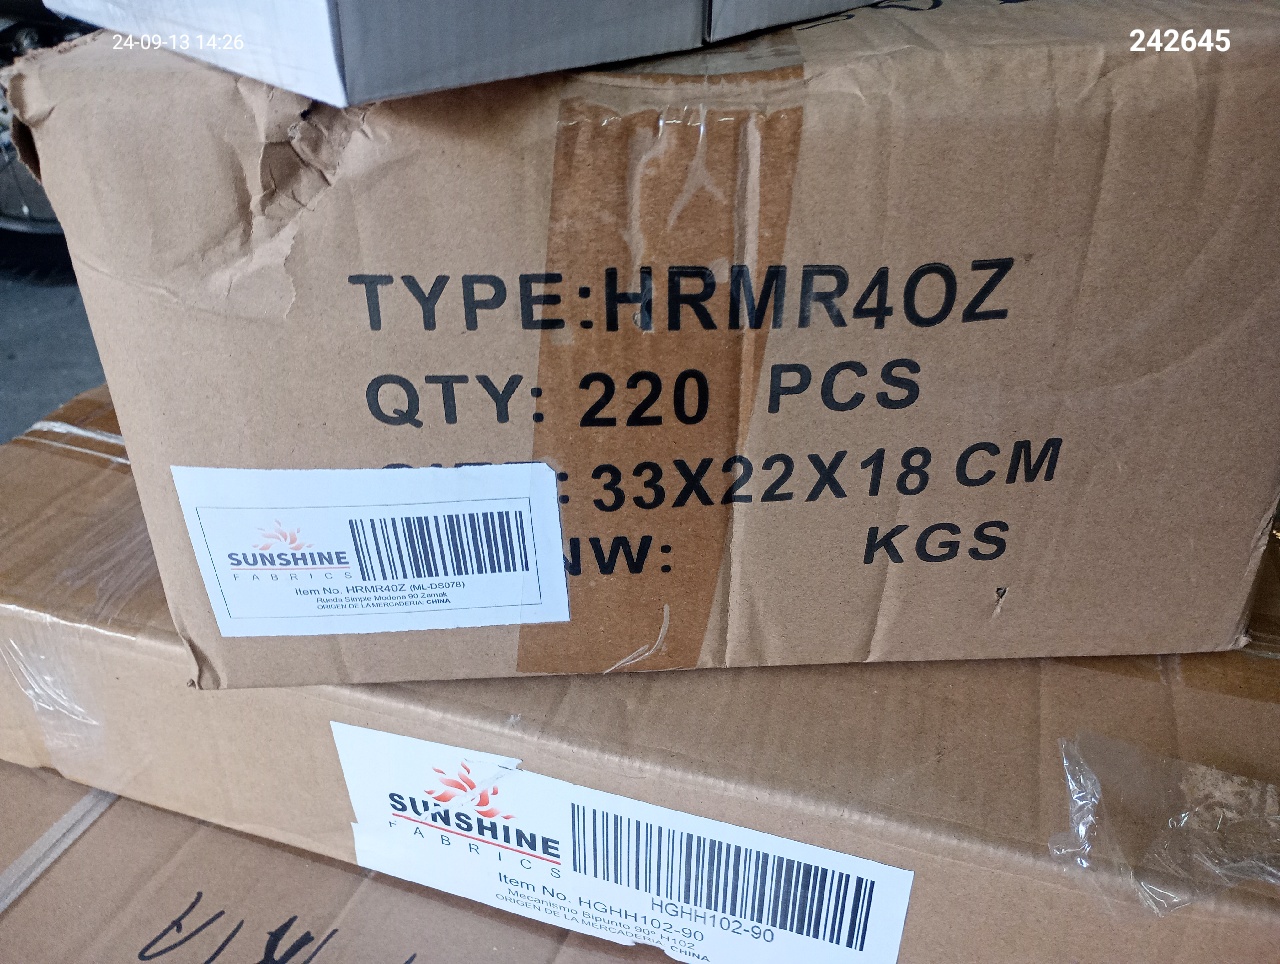 24-09-13 14:26
242645
TYPE:HRMR40Z
QTY: 220 PCS
: 33X22X18 CM
NW: KGS
SUNSHINE
FABRICS
Item No. HRMR40Z (ML-DS078)
Rueda Simple Modena 90 Zamak
ORIGEN DE LA MERCADERIA: CHINA
SUNSHINE
FABRICS
HGHH102-90
Item No. HGHH102-90
Mecanismo Bipunto 90° H102
ORIGEN DE LA MERCADERIA: CHINA